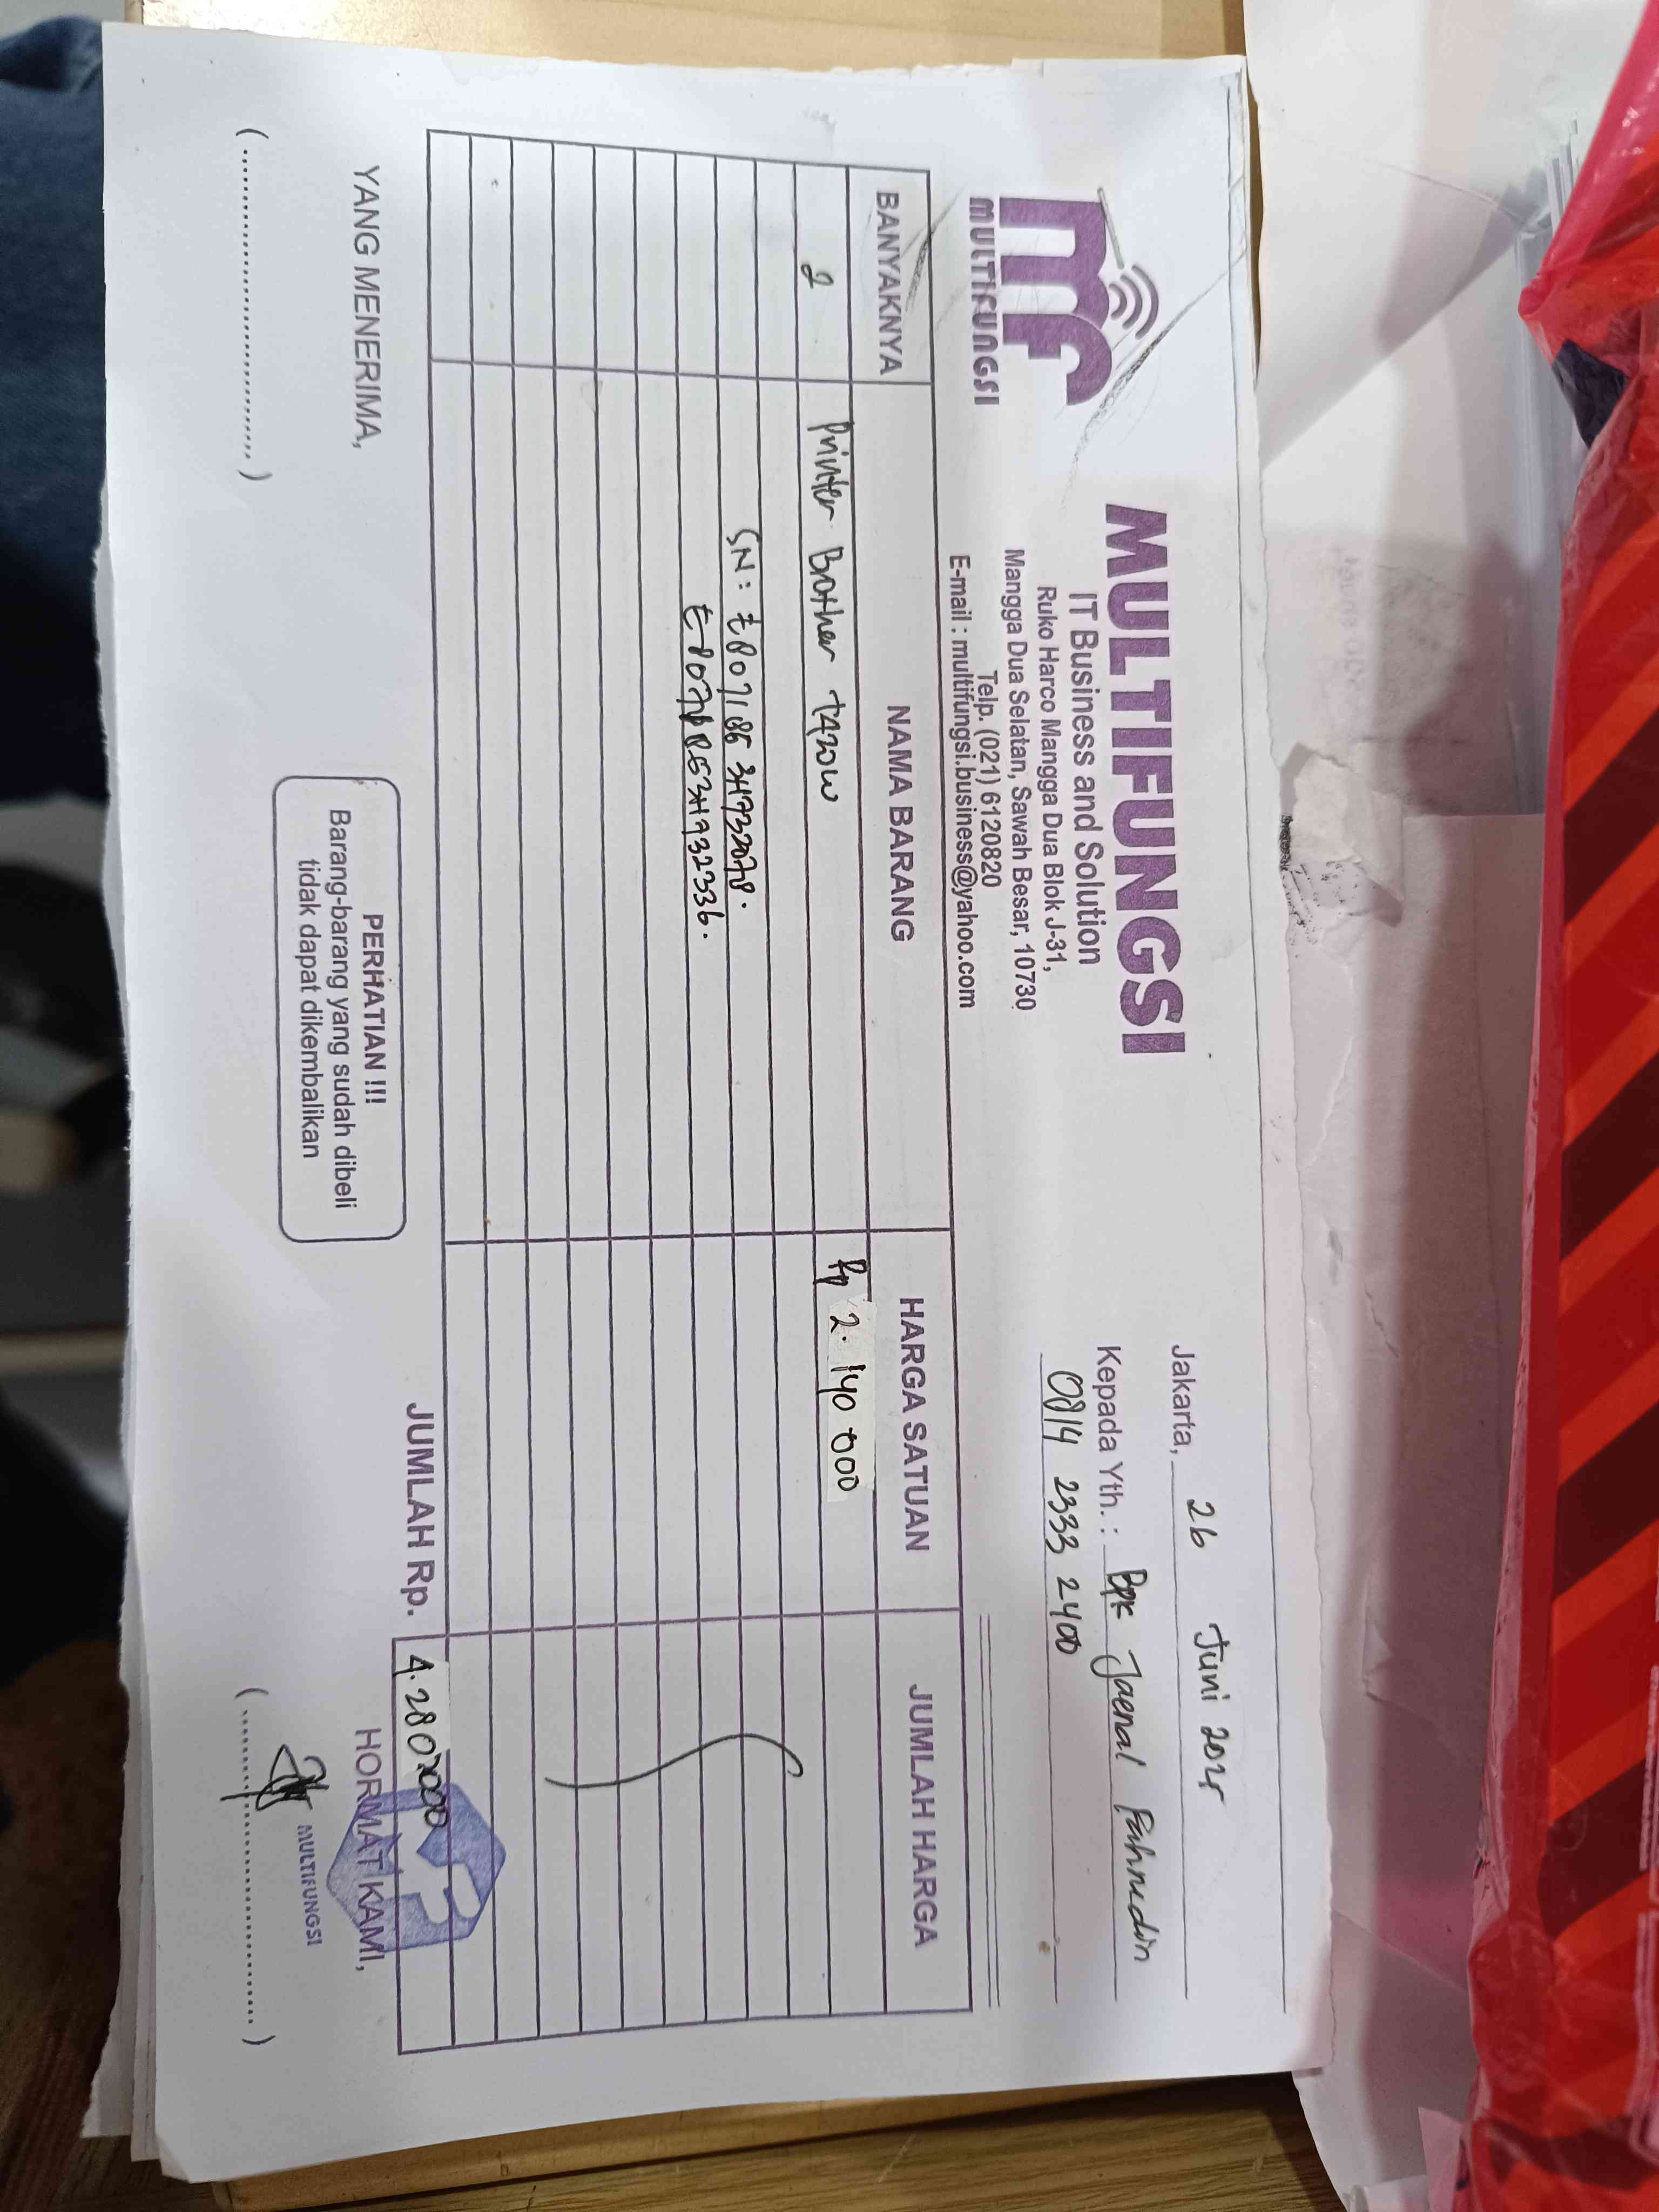 MULTIFUNGSI
MULTIFUNGSI
IT Business and Solution
Ruko Harco Mangga Dua Blok J-31,
Mangga Dua Selatan, Sawah Besar, 10730
Telp. (021) 6120820
E-mail : multifungsi.business@yahoo.com
Jakarta, 26 Juni 2025
Kepada Yth. : Bpk Jaenal Fahrudin
0814 2333 2400
BANYAKNYA NAMA BARANG HARGA SATUAN JUMLAH HARGA
2 Printer Brother T420W Rp 2.140 000
SN :
JUMLAH Rp. 4.280.000
YANG MENERIMA,
PERHATIAN !!!
Barang-barang yang sudah dibeli
tidak dapat dikembalikan
HORMAT KAMI,
MULTIFUNGSI